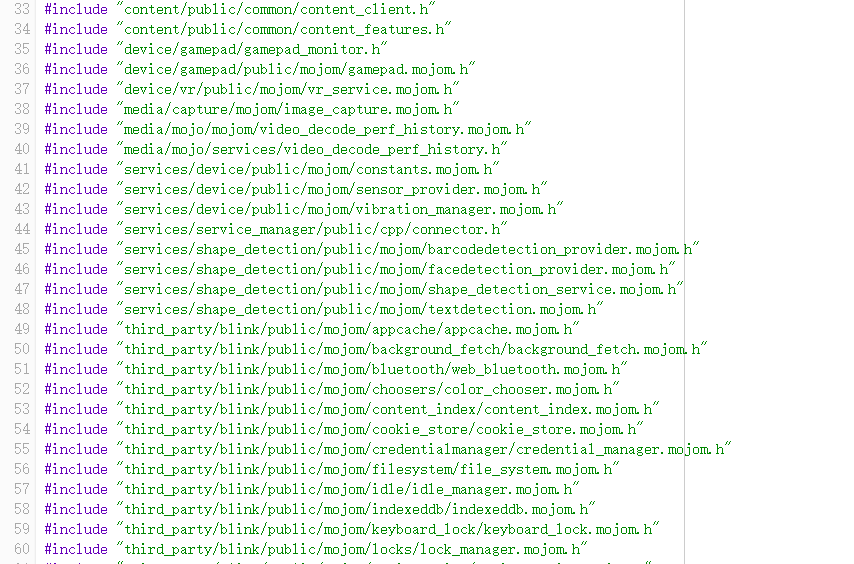 33 #include "content/public/common/content_client.h"
34 #include "content/public/common/content_features.h"
35 #include "device/gamepad/gamepad_monitor.h"
36 #include "device/gamepad/public/mojom/gamepad.mojom.h"
37 #include "device/vr/public/mojom/vr_service.mojom.h"
38 #include "media/capture/mojom/image_capture.mojom.h"
39 #include "media/mojo/mojom/video_decode_perf_history.mojom.h"
40 #include "media/mojo/services/video_decode_perf_history.h"
41 #include "services/device/public/mojom/constants.mojom.h"
42 #include "services/device/public/mojom/sensor_provider.mojom.h"
43 #include "services/device/public/mojom/vibration_manager.mojom.h"
44 #include "services/service_manager/public/cpp/connector.h"
45 #include "services/shape_detection/public/mojom/barcodedetection_provider.mojom.h"
46 #include "services/shape_detection/public/mojom/facedetection_provider.mojom.h"
47 #include "services/shape_detection/public/mojom/shape_detection_service.mojom.h"
48 #include "services/shape_detection/public/mojom/textdetection.mojom.h"
49 #include "third_party/blink/public/mojom/appcache/appcache.mojom.h"
50 #include "third_party/blink/public/mojom/background_fetch/background_fetch.mojom.h"
51 #include "third_party/blink/public/mojom/bluetooth/web_bluetooth.mojom.h"
52 #include "third_party/blink/public/mojom/choosers/color_chooser.mojom.h"
53 #include "third_party/blink/public/mojom/content_index/content_index.mojom.h"
54 #include "third_party/blink/public/mojom/cookie_store/cookie_store.mojom.h"
55 #include "third_party/blink/public/mojom/credentialmanager/credential_manager.mojom.h"
56 #include "third_party/blink/public/mojom/filesystem/file_system.mojom.h"
57 #include "third_party/blink/public/mojom/idle/idle_manager.mojom.h"
58 #include "third_party/blink/public/mojom/indexeddb/indexeddb.mojom.h"
59 #include "third_party/blink/public/mojom/keyboard_lock/keyboard_lock.mojom.h"
60 #include "third_party/blink/public/mojom/locks/lock_manager.mojom.h"